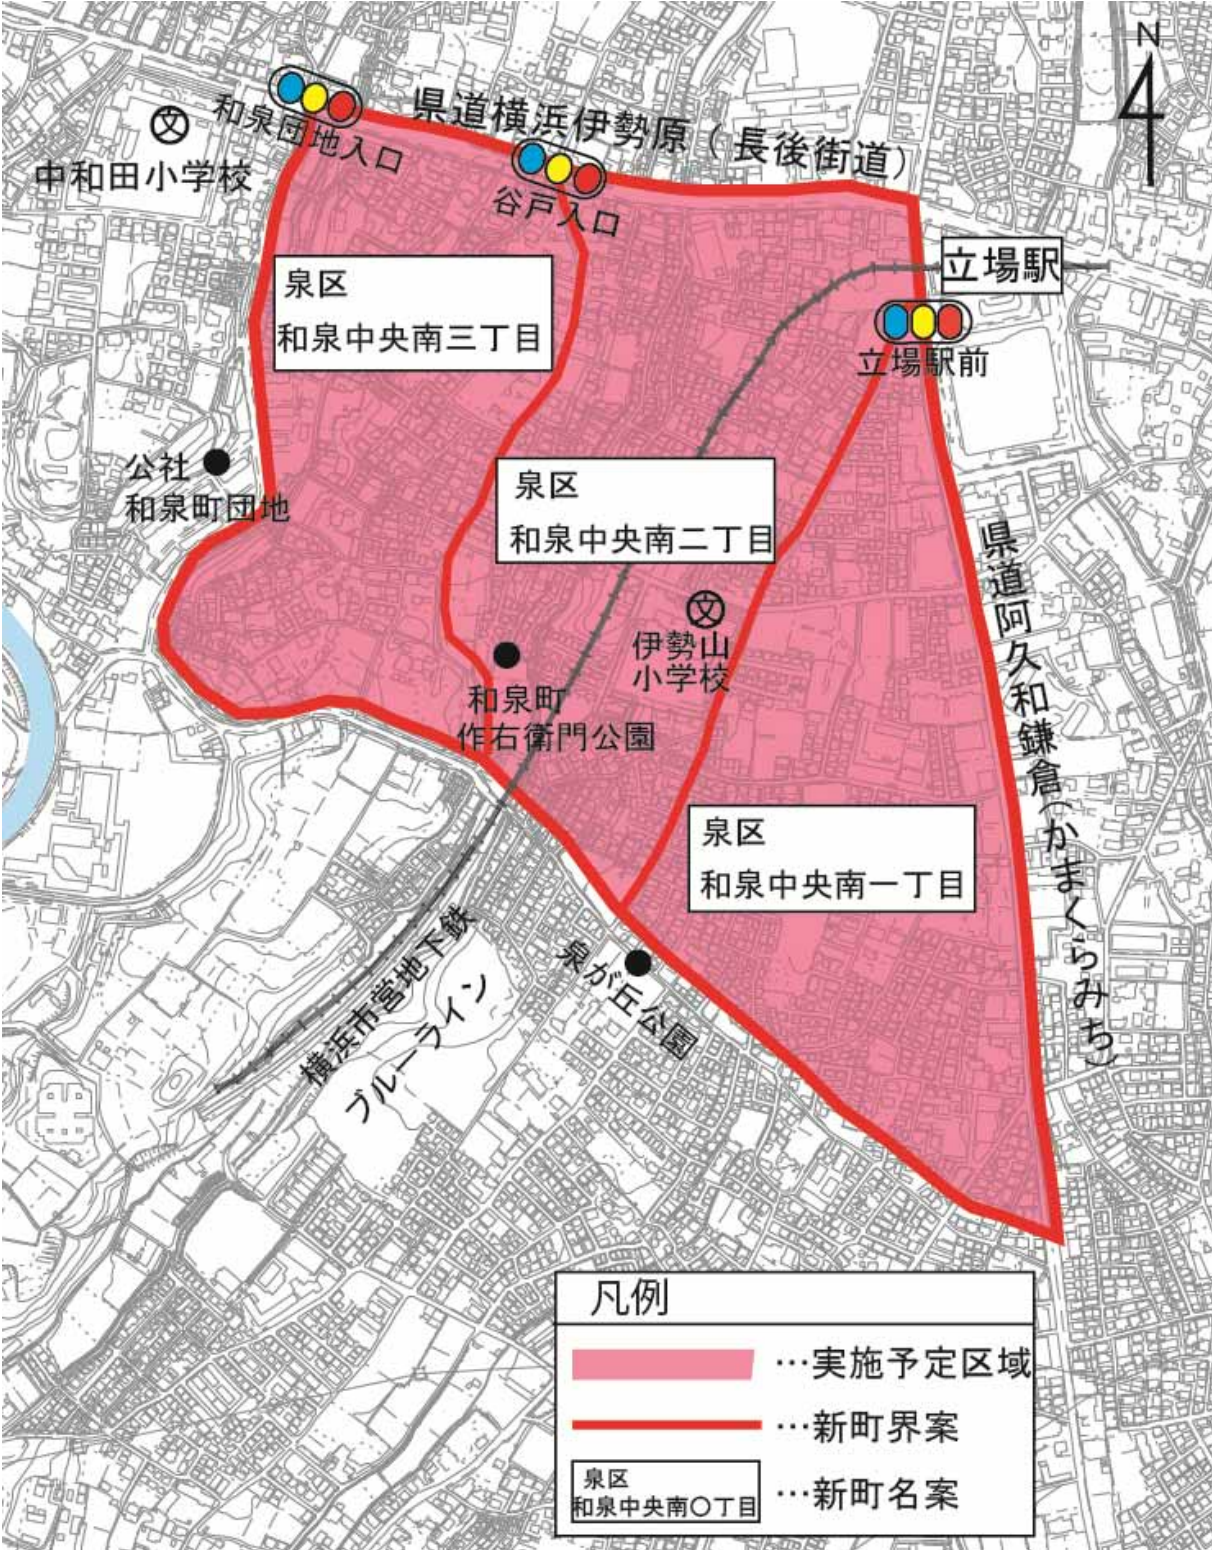 N
県道横浜伊勢原(長後街道)
和泉団地入口
文
中和田小学校
谷戸入口
立場駅
立場駅前
泉区
和泉中央南三丁目
公社
和泉町団地
泉区
和泉中央南二丁目
県道阿久和鎌倉(かまくらみち)
文
伊勢山
小学校
和泉町
作右衛門公園
泉区
和泉中央南一丁目
泉が丘公園
横浜市営地下鉄
ブルーライン
凡例
…実施予定区域
…新町界案
泉区
和泉中央南〇丁目
…新町名案